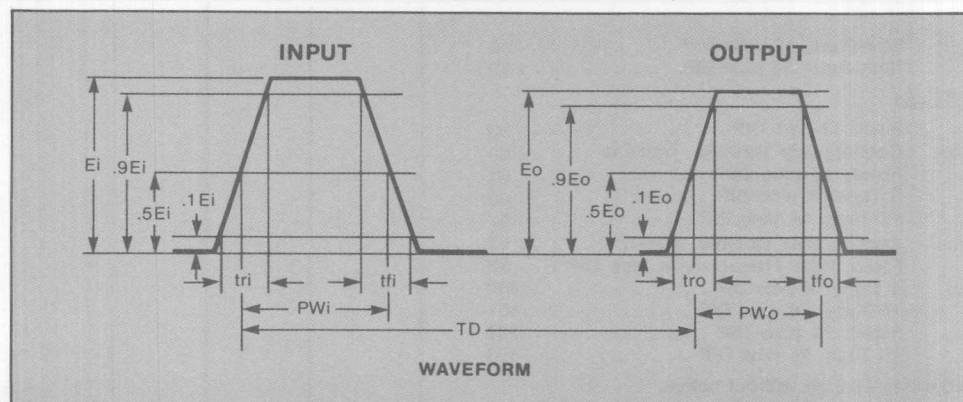 INPUT
OUTPUT
Ei
.9Ei
.5Ei
.1Ei
tri
tfi
PWi
Eo
.9Eo
.5Eo
.1Eo
tro
tfo
PWo
TD
WAVEFORM